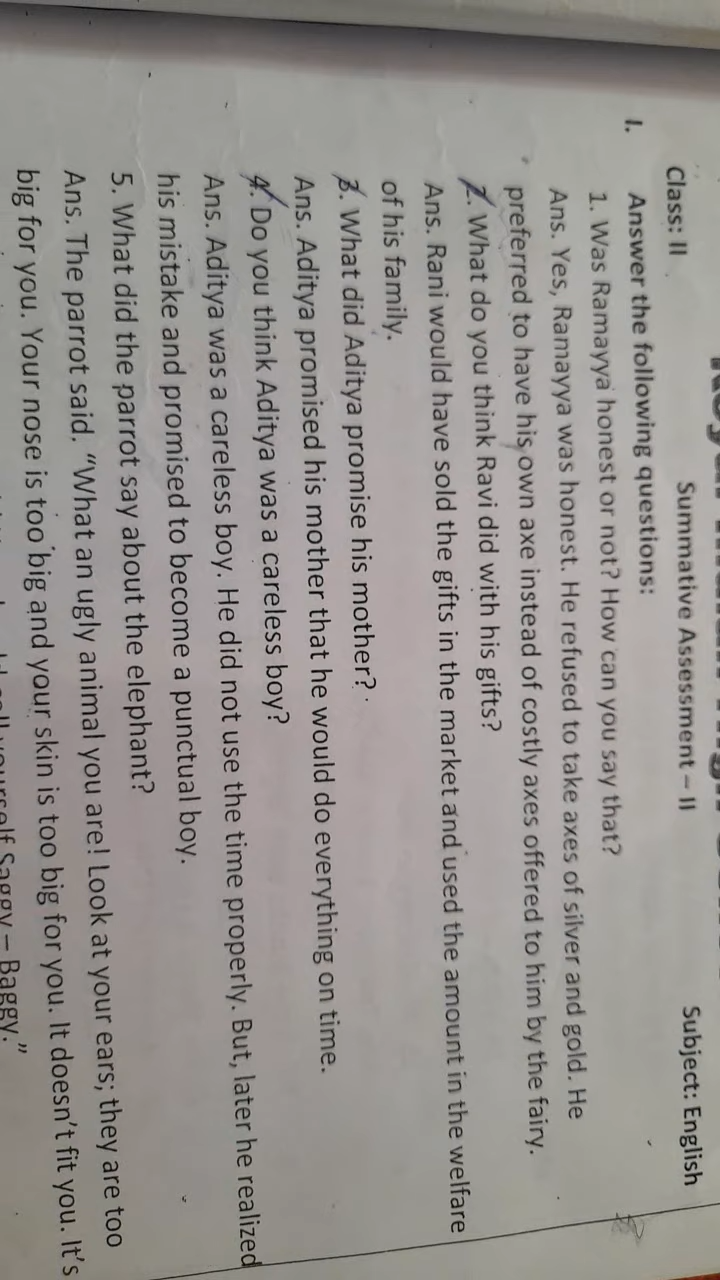 Class: II Summative Assessment – II Subject: English
I. Answer the following questions:
1. Was Ramayya honest or not? How can you say that?
Ans. Yes, Ramayya was honest. He refused to take axes of silver and gold. He
preferred to have his own axe instead of costly axes offered to him by the fairy.
2. What do you think Ravi did with his gifts?
Ans. Rani would have sold the gifts in the market and used the amount in the welfare
of his family.
3. What did Aditya promise his mother?
Ans. Aditya promised his mother that he would do everything on time.
4. Do you think Aditya was a careless boy?
Ans. Aditya was a careless boy. He did not use the time properly. But, later he realized
his mistake and promised to become a punctual boy.
5. What did the parrot say about the elephant?
Ans. The parrot said. “What an ugly animal you are! Look at your ears; they are too
big for you. Your nose is too big and your skin is too big for you. It doesn’t fit you. It’s
call yourself Saggy – Baggy.”